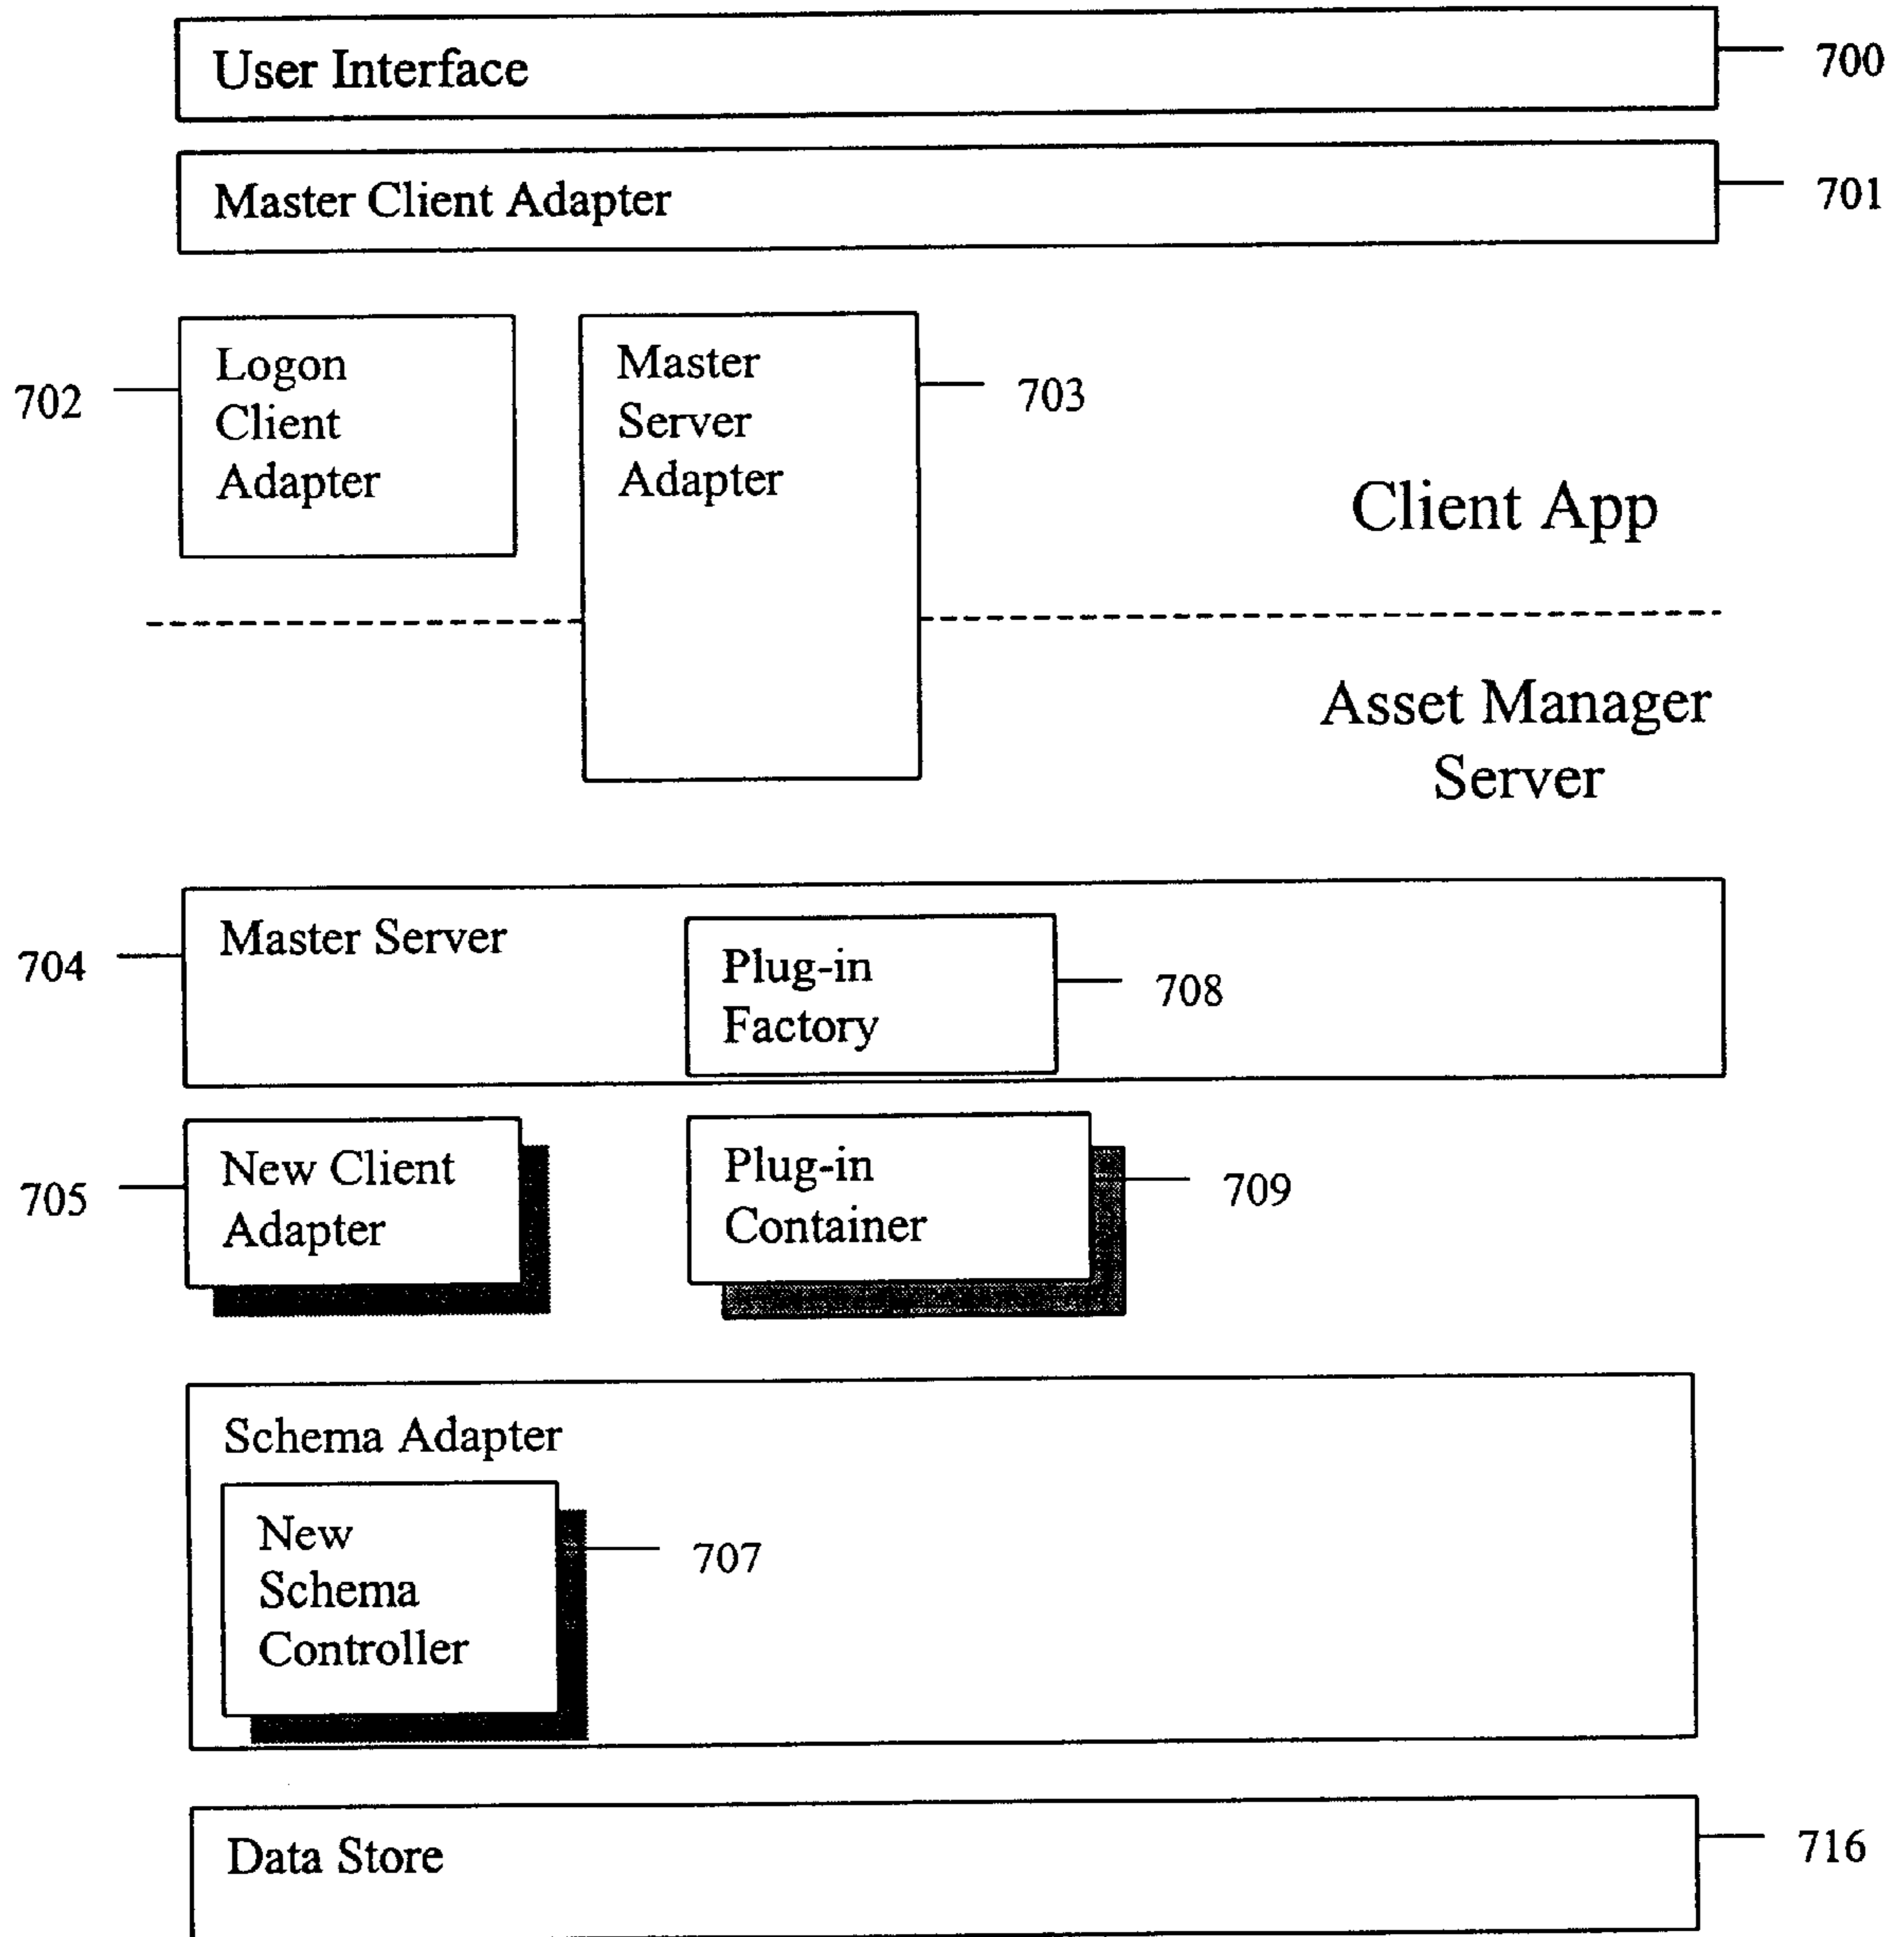 User Interface
700
Master Client Adapter
701
Logon
Client
Adapter
702
Master
Server
Adapter
703
Client App
Asset Manager
Server
Master Server
704
Plug-in
Factory
708
New Client
Adapter
705
Plug-in
Container
709
Schema Adapter
New
Schema
Controller
707
Data Store
716